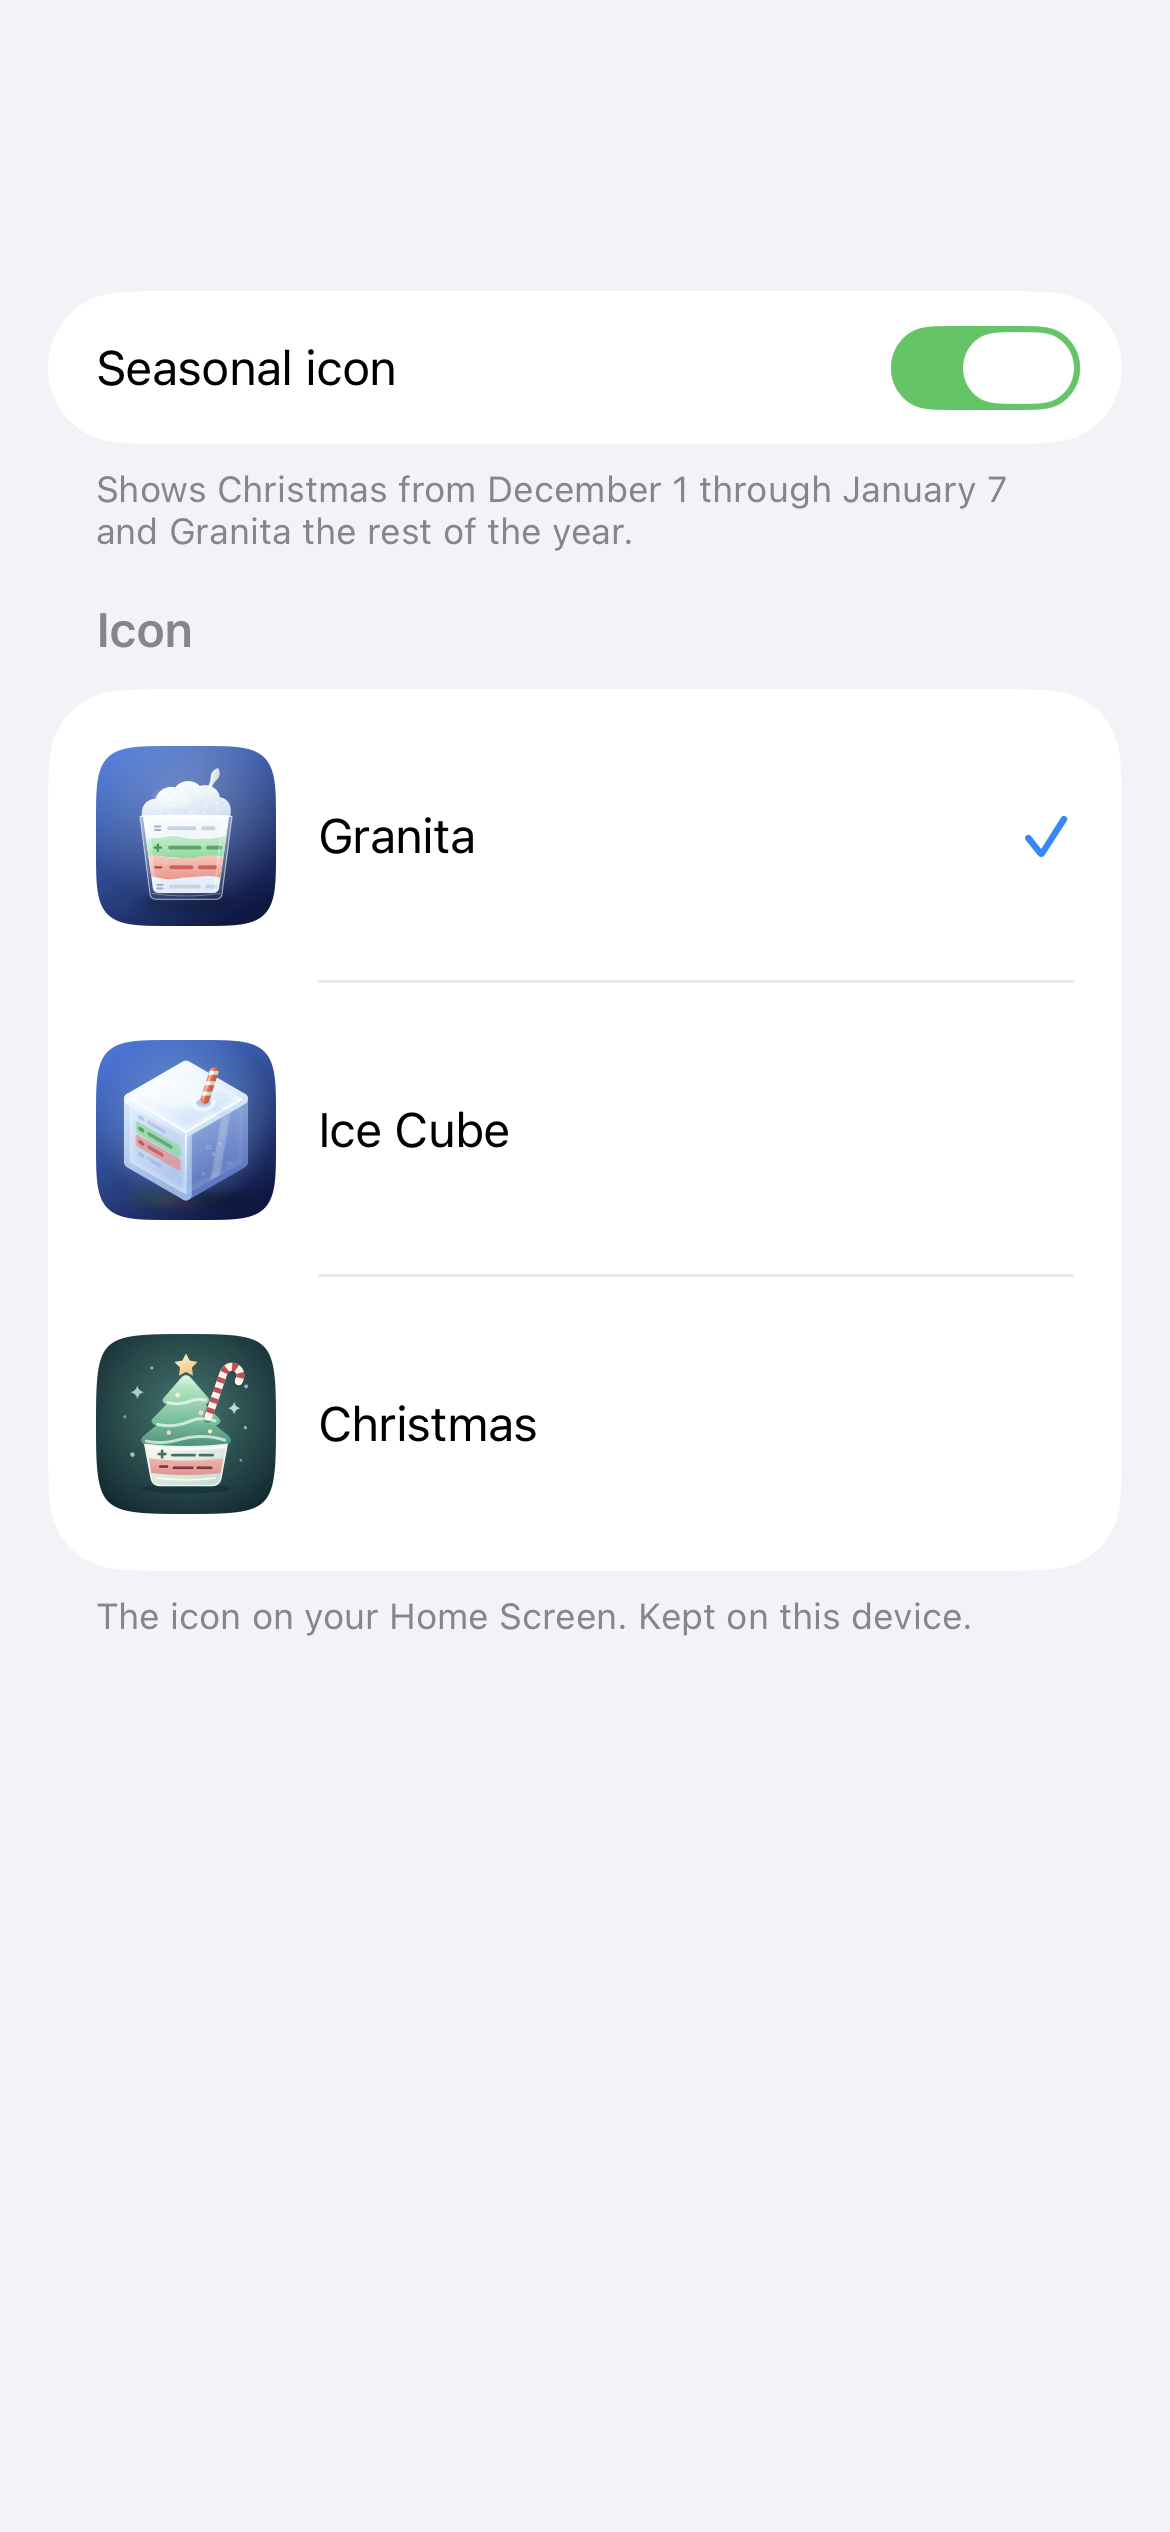 Seasonal icon
Shows Christmas from December 1 through January 7
and Granita the rest of the year.
Icon
Granita
Ice Cube
Christmas
The icon on your Home Screen. Kept on this device.